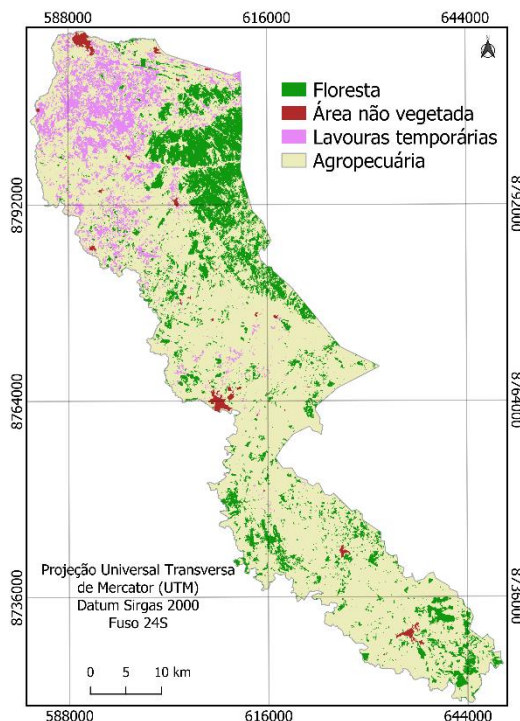 588000 616000 644000
Floresta
Área não vegetada
Lavouras temporárias
Agropecuária
8792000 8792000
8764000 8764000
Projeção Universal Transversa
de Mercator (UTM)
Datum Sirgas 2000
Fuso 24S
8736000 8736000
0 5 10 km
588000 616000 644000